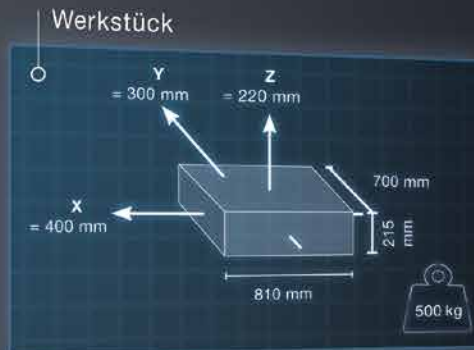 Werkstück
Y
= 300 mm
Z
= 220 mm
X
= 400 mm
700 mm
215
mm
810 mm
500 kg